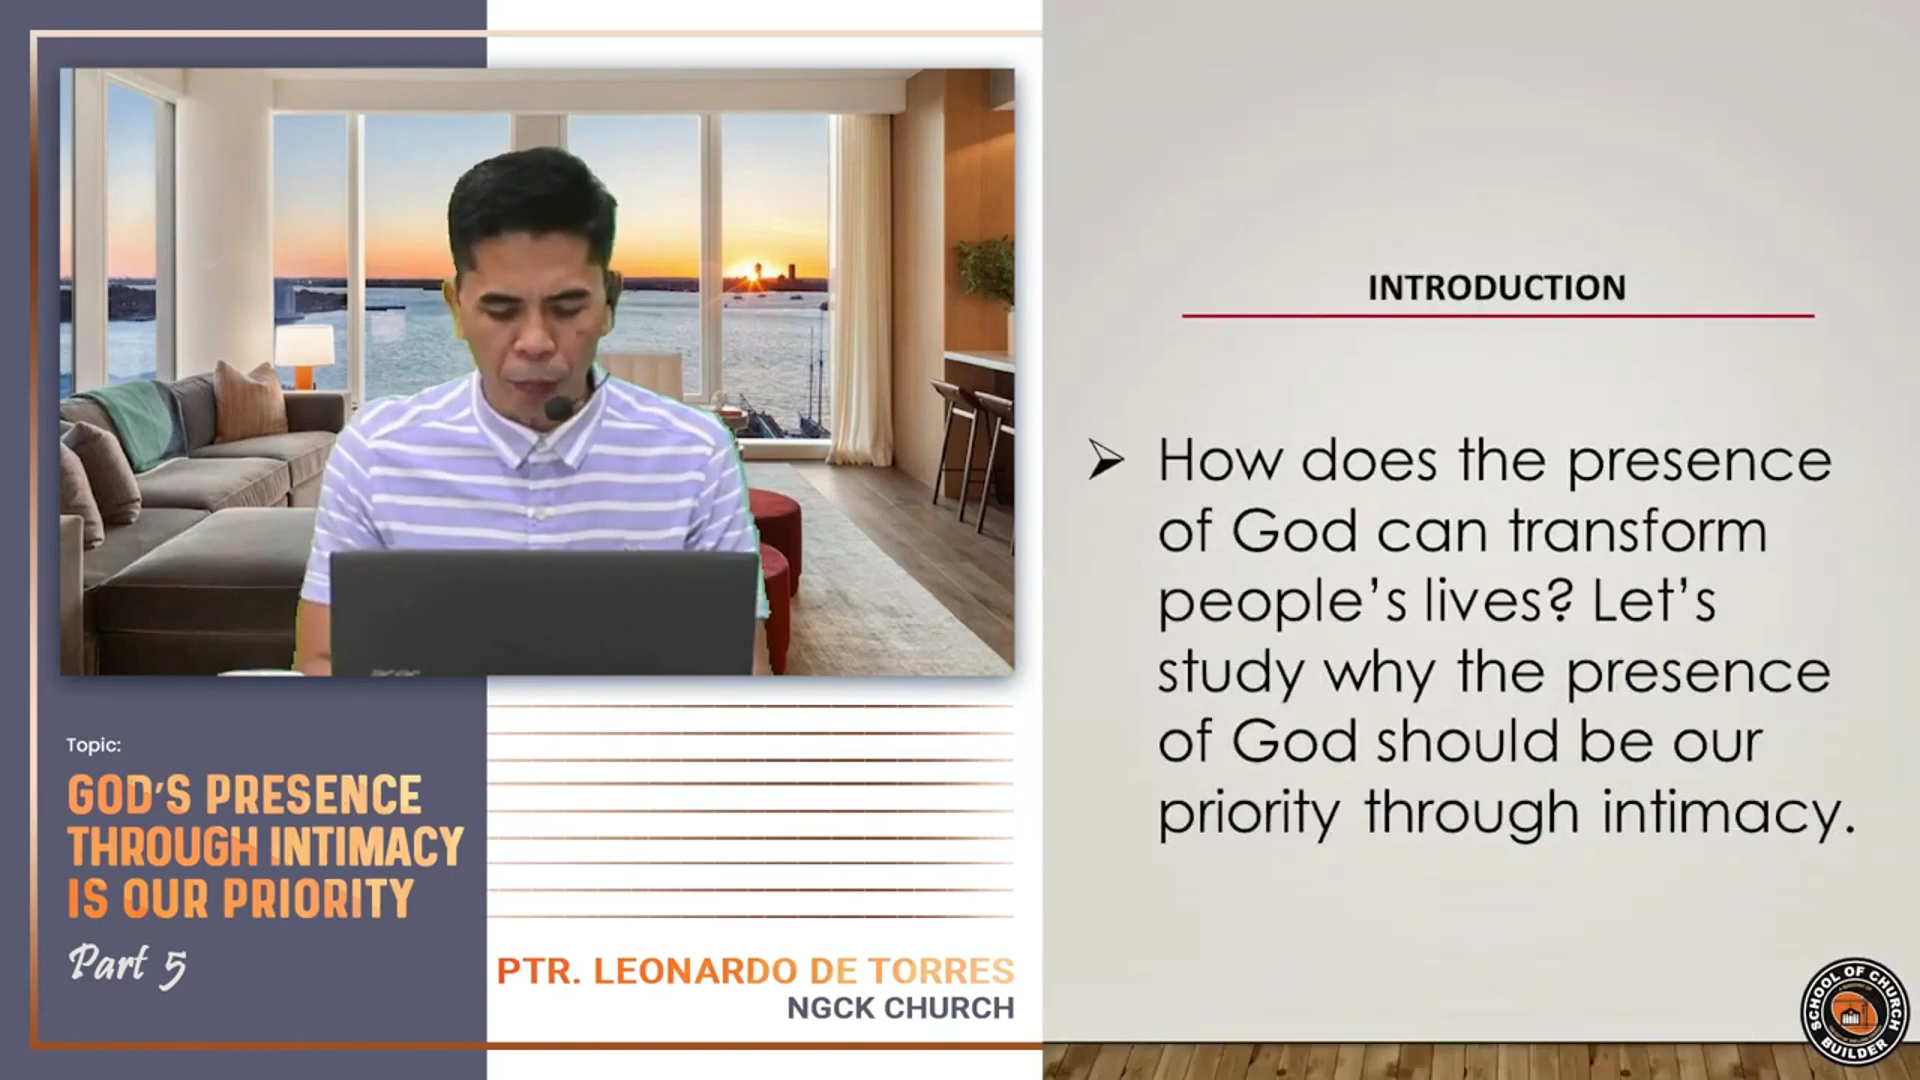 Topic:
GOD'S PRESENCE
THROUGH INTIMACY
IS OUR PRIORITY
Part 5
PTR. LEONARDO DE TORRES
NGCK CHURCH
INTRODUCTION
➢ How does the presence
of God can transform
people's lives? Let's
study why the presence
of God should be our
priority through intimacy.
SCHOOL OF CHURCH
BUILDER